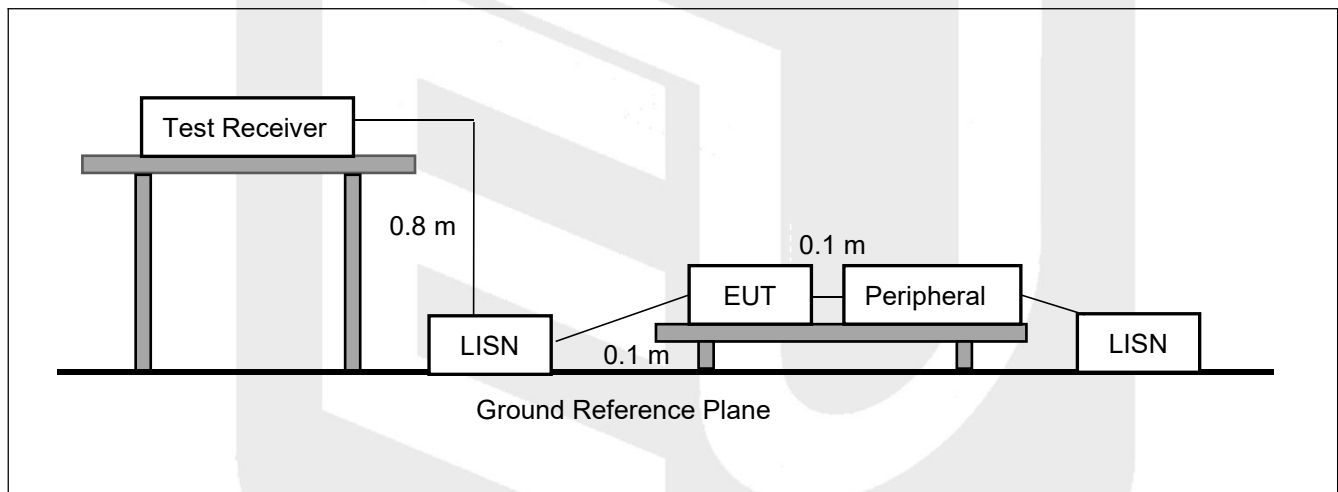 Test Receiver
0.8 m
0.1 m
EUT
Peripheral
LISN
0.1 m
LISN
Ground Reference Plane